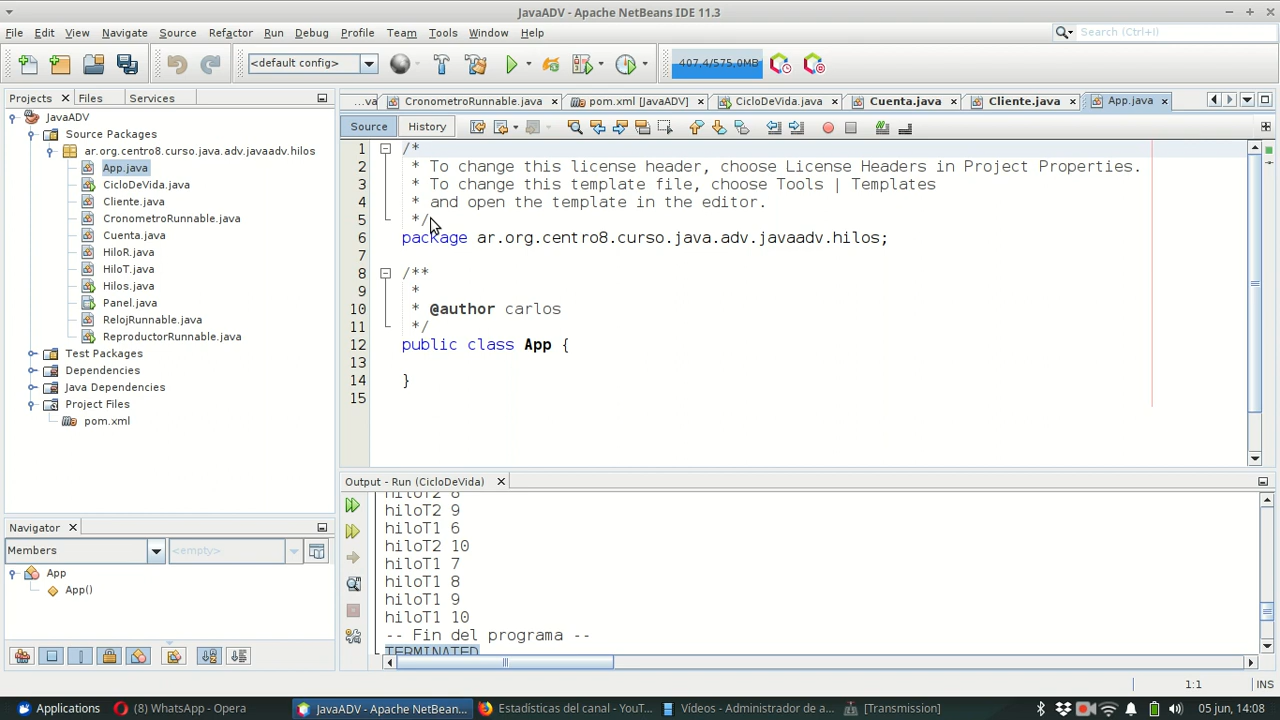 JavaADV - Apache NetBeans IDE 11.3
File Edit View Navigate Source Refactor Run Debug Profile Team Tools Window Help
Search (Ctrl+I)
<default config>
407,4/575,0MB
Projects Files Services
JavaADV
Source Packages
ar.org.centro8.curso.java.adv.javaadv.hilos
App.java
CicloDeVida.java
Cliente.java
CronometroRunnable.java
Cuenta.java
HiloR.java
HiloT.java
Hilos.java
Panel.java
RelojRunnable.java
ReproductorRunnable.java
Test Packages
Dependencies
Java Dependencies
Project Files
pom.xml
Navigator
Members
<empty>
App
App()
...va CronometroRunnable.java pom.xml [JavaADV] CicloDeVida.java Cuenta.java Cliente.java App.java
Source History
1 /*
2 * To change this license header, choose License Headers in Project Properties.
3 * To change this template file, choose Tools | Templates
4 * and open the template in the editor.
5 */
6 package ar.org.centro8.curso.java.adv.javaadv.hilos;
7
8 /**
9 *
10 * @author carlos
11 */
12 public class App {
13
14 }
15
Output - Run (CicloDeVida)
hiloT2 8
hiloT2 9
hiloT1 6
hiloT2 10
hiloT1 7
hiloT1 8
hiloT1 9
hiloT1 10
-- Fin del programa --
TERMINATED
1:1 INS
Applications (8) WhatsApp - Opera JavaADV - Apache NetBeans ... Estadísticas del canal - YouT... Vídeos - Administrador de a... [Transmission] 05 jun, 14:08